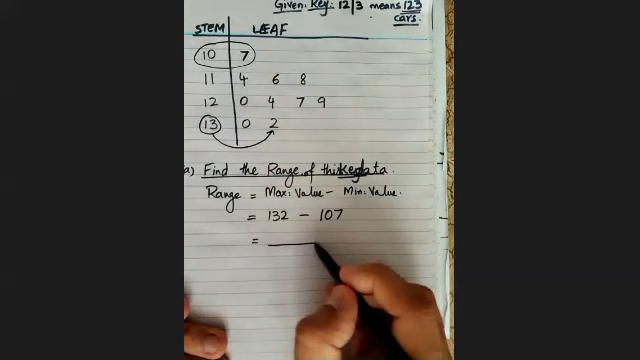 Given Key: 12/3 means 123
cars.
STEM LEAF
10 7
11 4 6 8
12 0 4 7 9
13 0 2
a) Find the Range of this data.
Range = Max: Value - Min: Value.
= 132 - 107
=